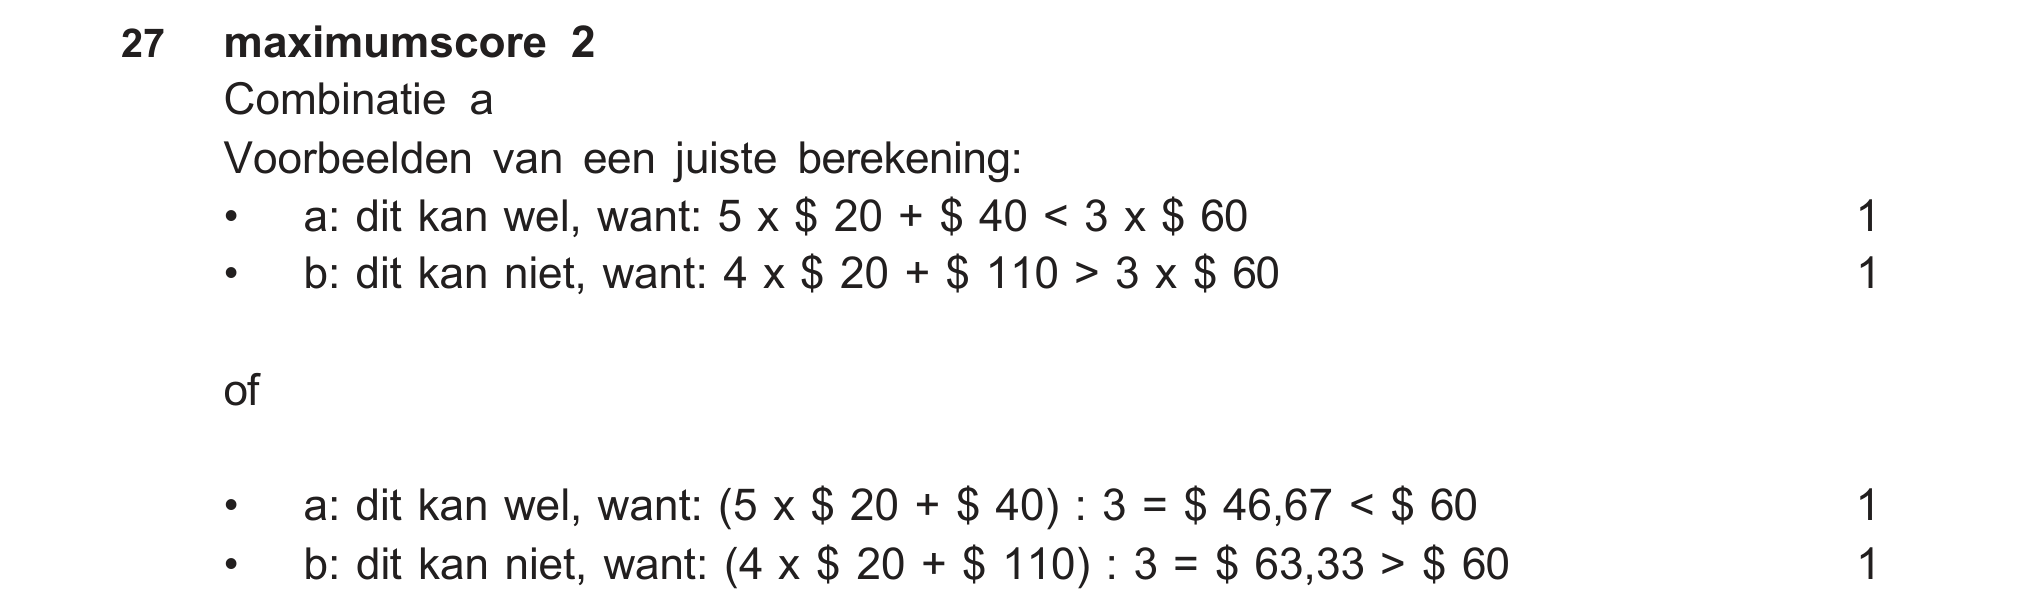 27 maximumscore 2
Combinatie a
Voorbeelden van een juiste berekening:
• a: dit kan wel, want: 5 x $ 20 + $ 40 < 3 x $ 60 1
• b: dit kan niet, want: 4 x $ 20 + $ 110 > 3 x $ 60 1
of
• a: dit kan wel, want: (5 x $ 20 + $ 40) : 3 = $ 46,67 < $ 60 1
• b: dit kan niet, want: (4 x $ 20 + $ 110) : 3 = $ 63,33 > $ 60 1